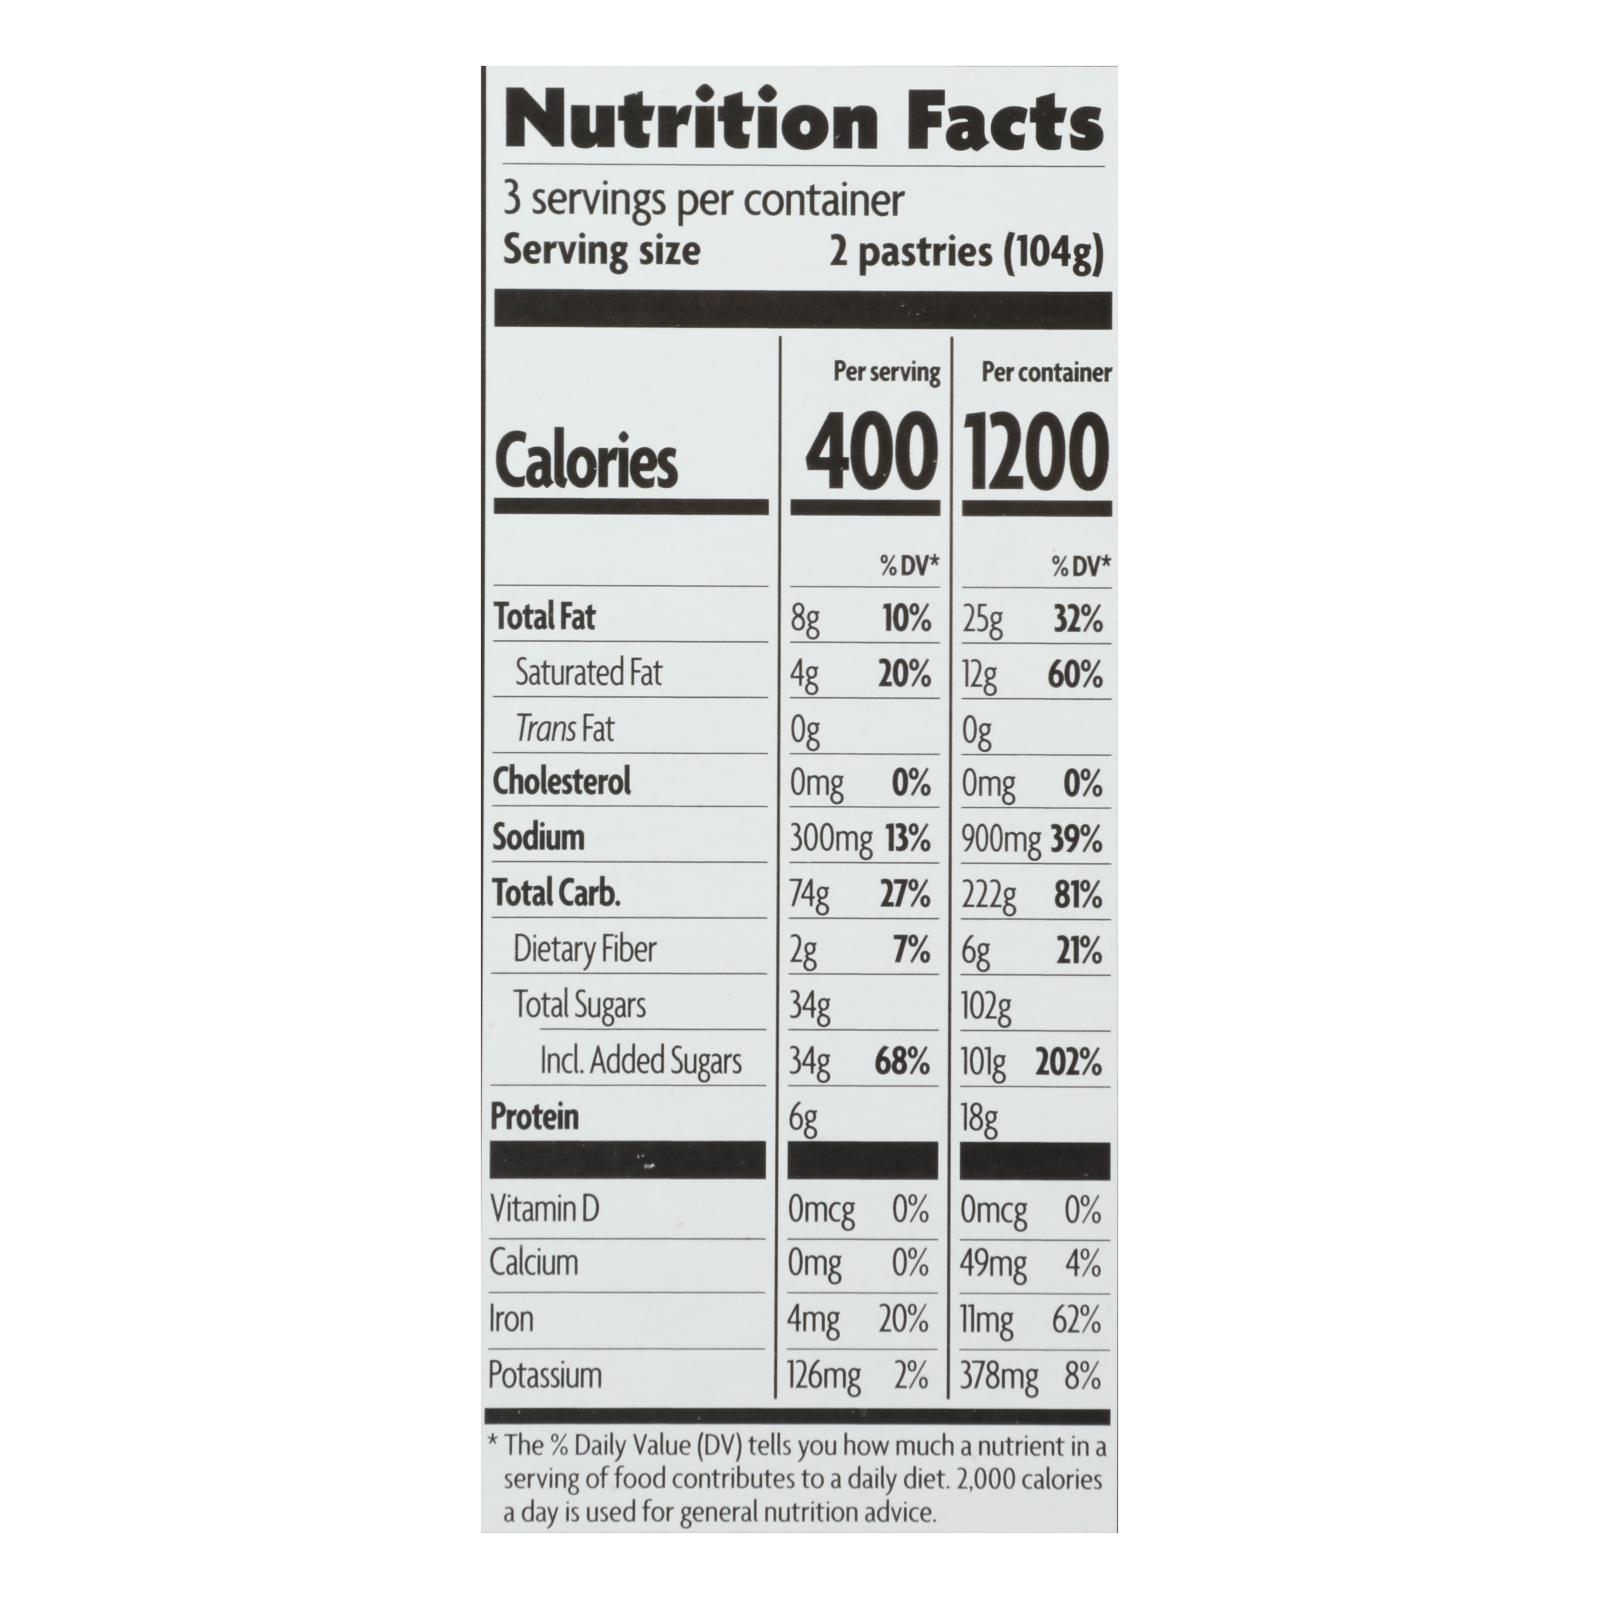 Nutrition Facts
3 servings per container
Serving size 2 pastries (104g)
Per serving Per container
Calories 400 1200
% DV* % DV*
Total Fat 8g 10% 25g 32%
Saturated Fat 4g 20% 12g 60%
Trans Fat 0g 0g
Cholesterol 0mg 0% 0mg 0%
Sodium 300mg 13% 900mg 39%
Total Carb. 74g 27% 222g 81%
Dietary Fiber 2g 7% 6g 21%
Total Sugars 34g 102g
Incl. Added Sugars 34g 68% 101g 202%
Protein 6g 18g
Vitamin D 0mcg 0% 0mcg 0%
Calcium 0mg 0% 49mg 4%
Iron 4mg 20% 11mg 62%
Potassium 126mg 2% 378mg 8%
* The % Daily Value (DV) tells you how much a nutrient in a
serving of food contributes to a daily diet. 2,000 calories
a day is used for general nutrition advice.